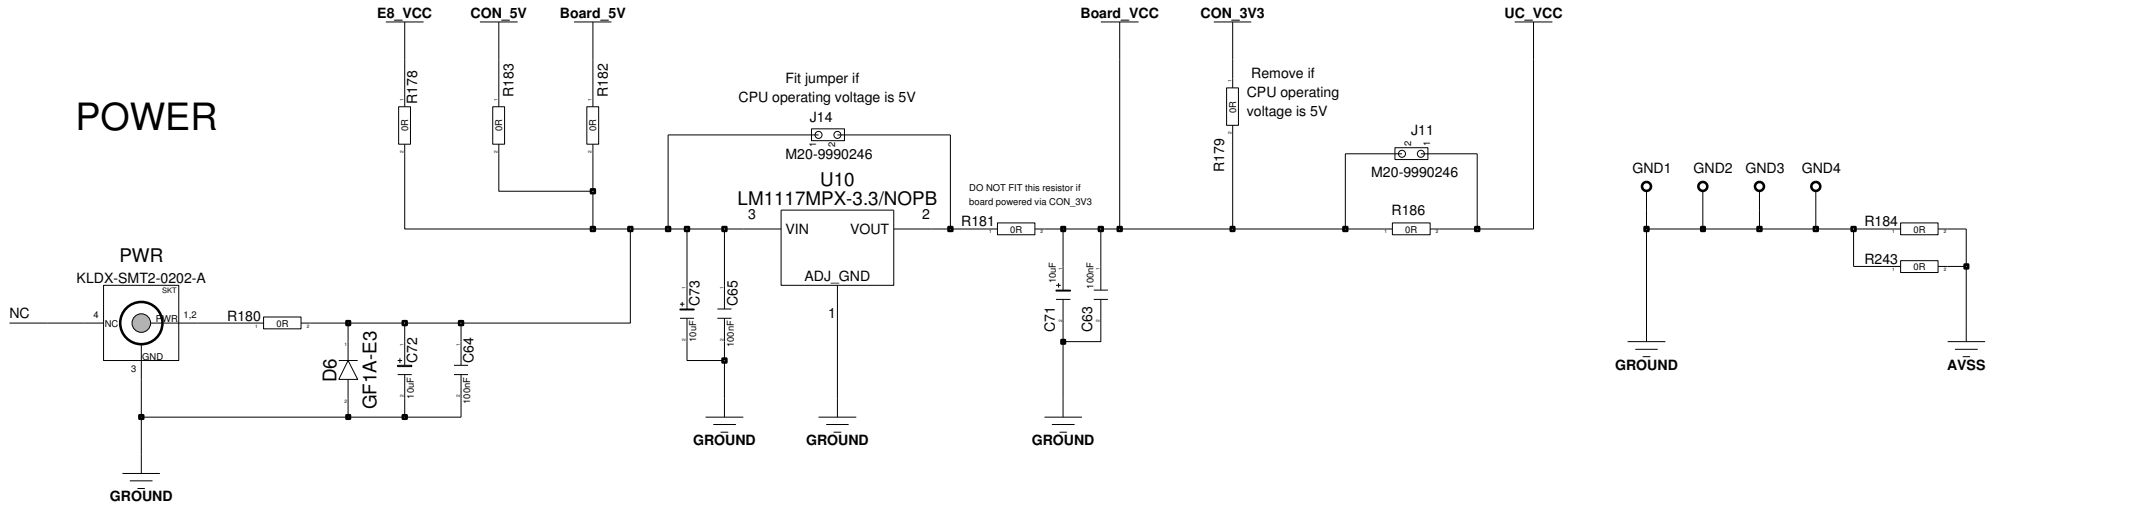 E8_VCC
CON_5V
Board_5V
Board_VCC
CON_3V3
UC_VCC
POWER
R178
0R
R183
0R
R182
0R
Fit jumper if
CPU operating voltage is 5V
J14
1 2
M20-9990246
U10
LM1117MPX-3.3/NOPB
3
2
VIN
VOUT
ADJ_GND
1
DO NOT FIT this resistor if
board powered via CON_3V3
R181
0R
Remove if
CPU operating
voltage is 5V
0R
R179
J11
2 1
M20-9990246
R186
0R
GND1
GND2
GND3
GND4
R184
0R
R243
0R
GROUND
AVSS
PWR
KLDX-SMT2-0202-A
SKT
NC
4
NC
PWR
1,2
GND
3
R180
0R
D6
GF1A-E3
C72
+
10uF
C64
100nF
C73
+
10uF
C65
100nF
10uF
+
C71
100nF
C63
GROUND
GROUND
GROUND
GROUND